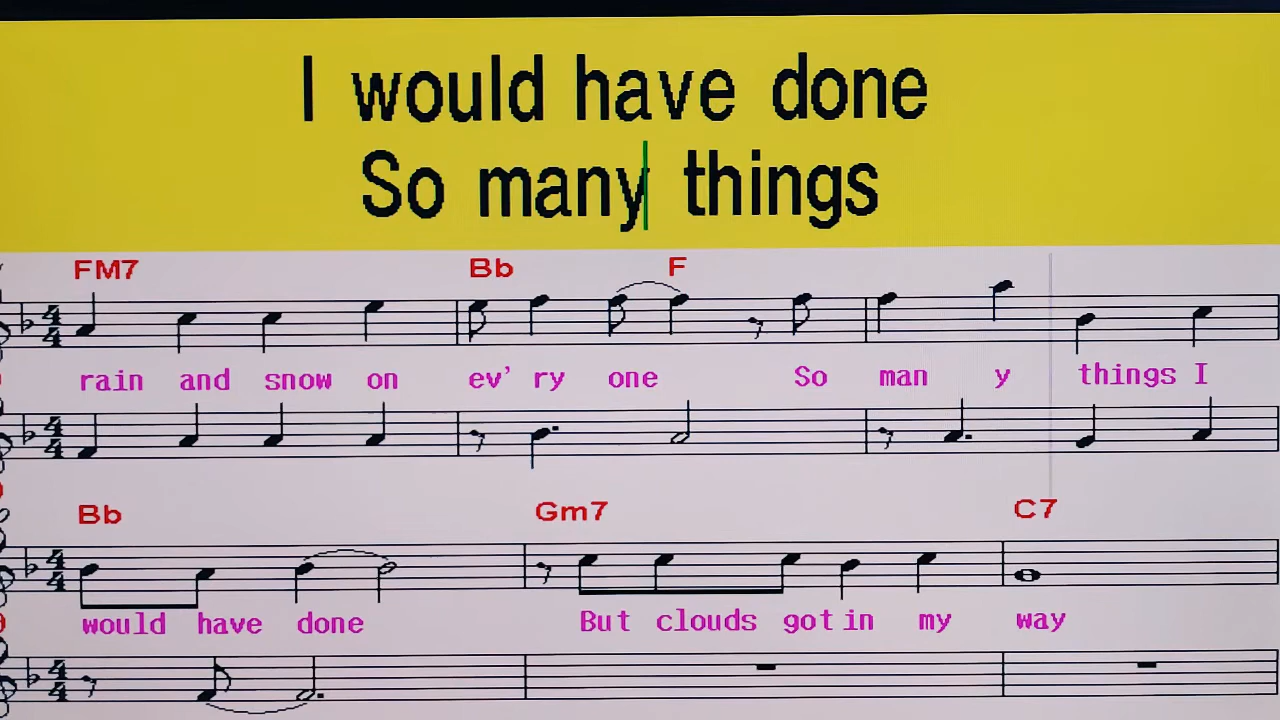 I would have done
So many things
FM7 Bb F
rain and snow on ev' ry one So man y things I
Bb Gm7 C7
would have done But clouds got in my way